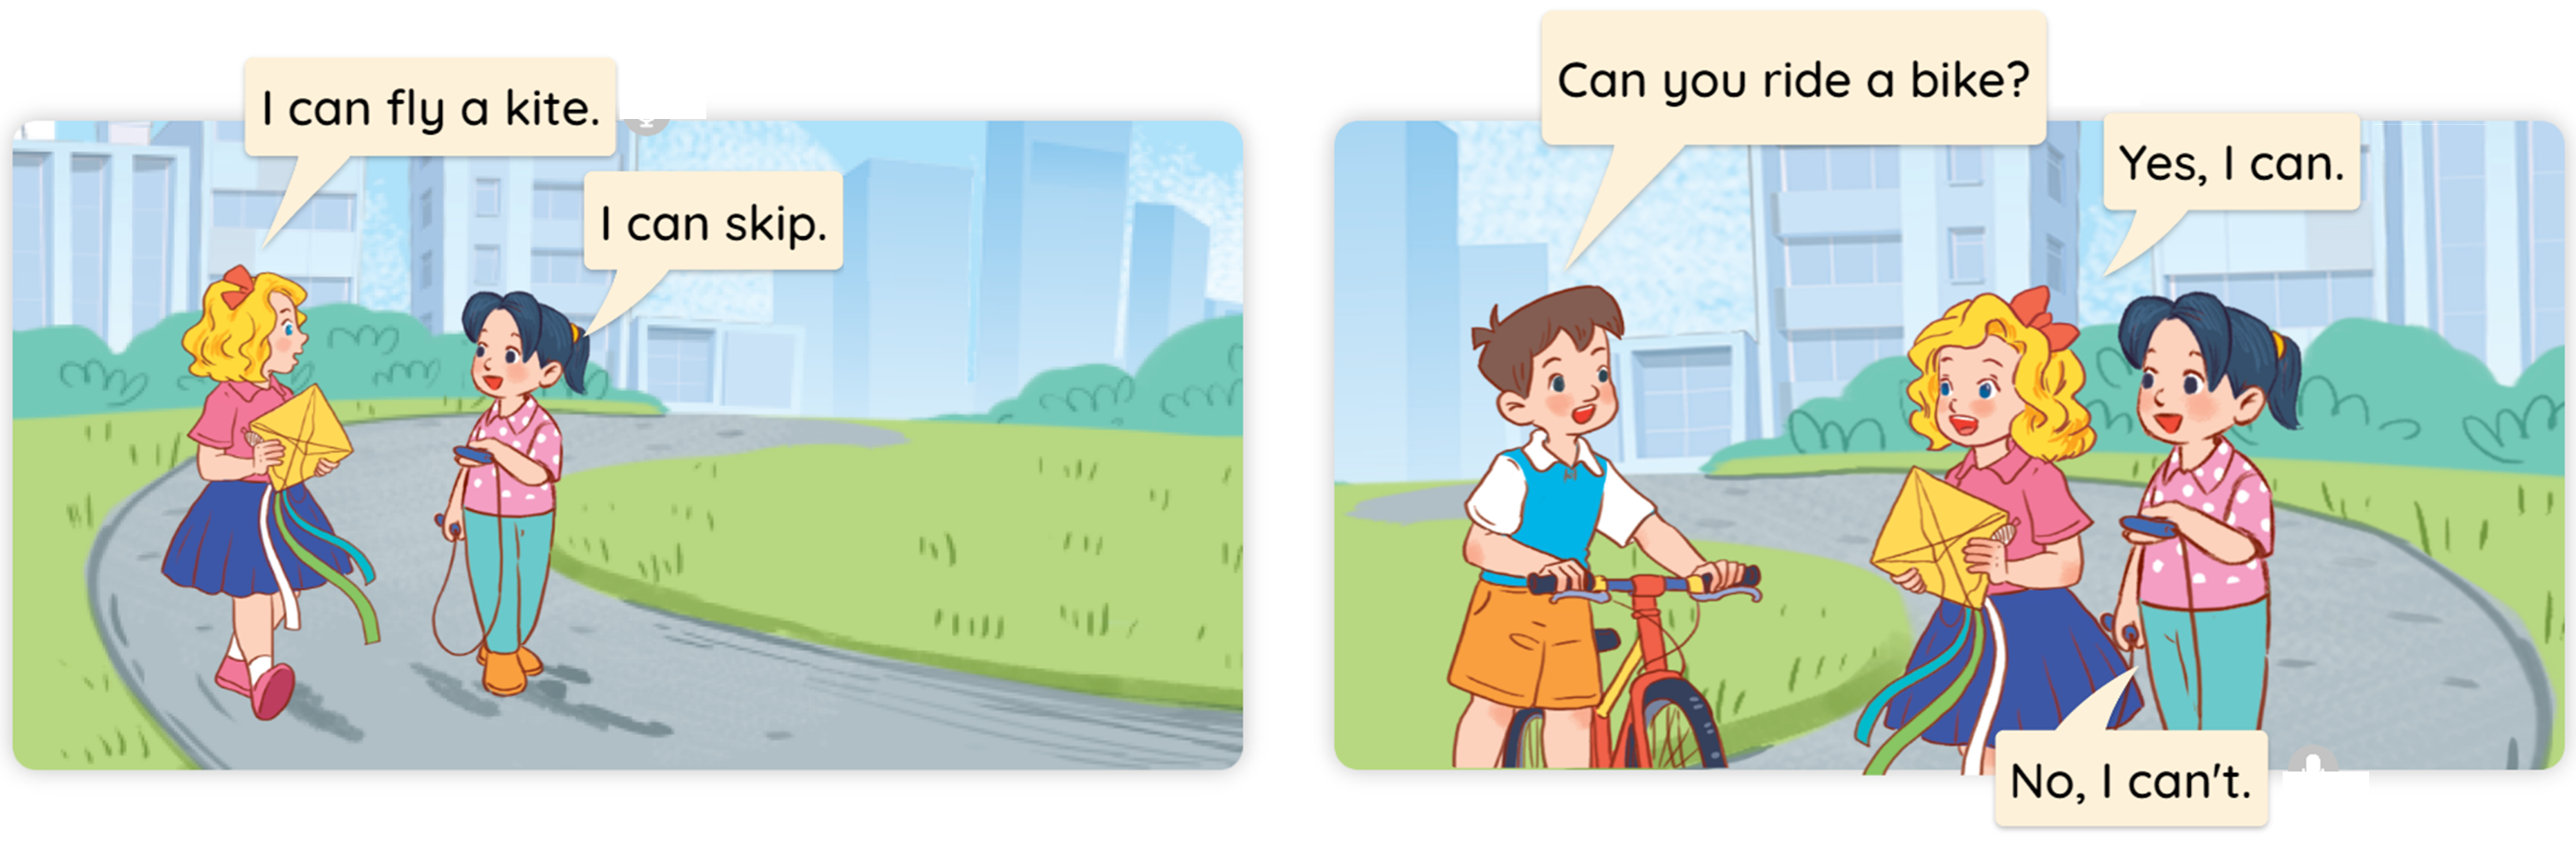 I can fly a kite.
I can skip.
Can you ride a bike?
Yes, I can.
No, I can't.